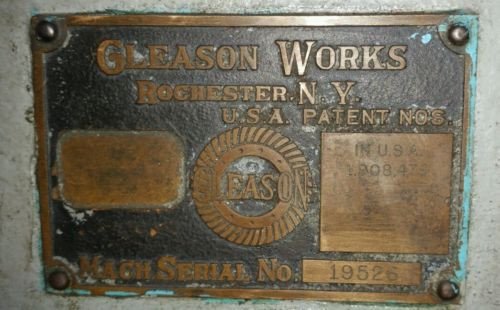 GLEASON WORKS
ROCHESTER. N. Y.
U.S.A. PATENT NOS.
IN U.S.A.
GLEASON
MACH. SERIAL NO. 19526